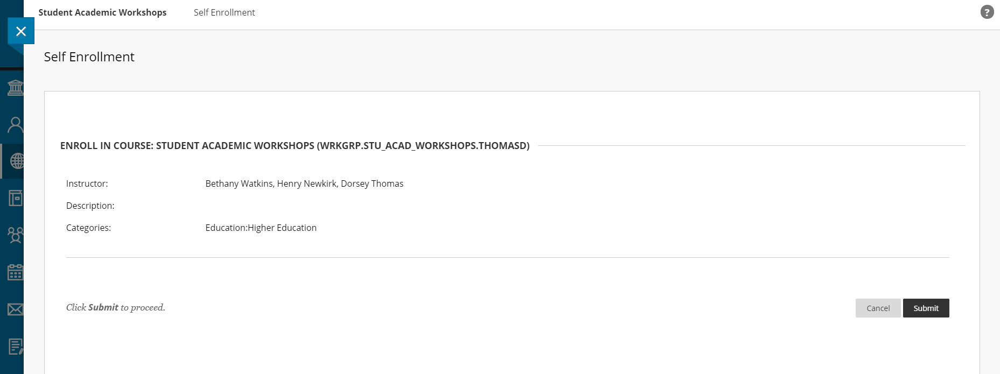 Student Academic Workshops Self Enrollment ?
Self Enrollment
ENROLL IN COURSE: STUDENT ACADEMIC WORKSHOPS (WRKGRP.STU_ACAD_WORKSHOPS.THOMASD)
Instructor: Bethany Watkins, Henry Newkirk, Dorsey Thomas
Description:
Categories: Education:Higher Education
Click Submit to proceed. Cancel Submit